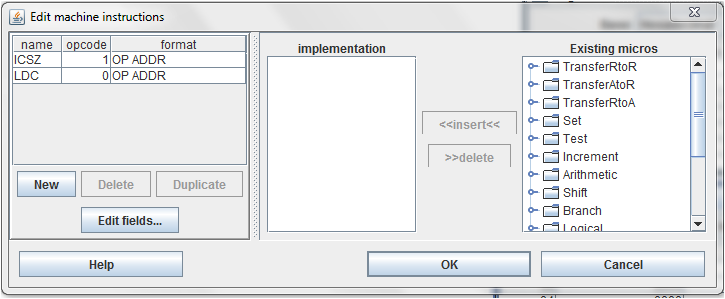 Edit machine instructions
name opcode format
ICSZ 1 OP ADDR
LDC 0 OP ADDR
New Delete Duplicate
Edit fields...
implementation
<<insert<<
>>delete
Existing micros
TransferRtoR
TransferAtoR
TransferRtoA
Set
Test
Increment
Arithmetic
Shift
Branch
Logical
Help OK Cancel